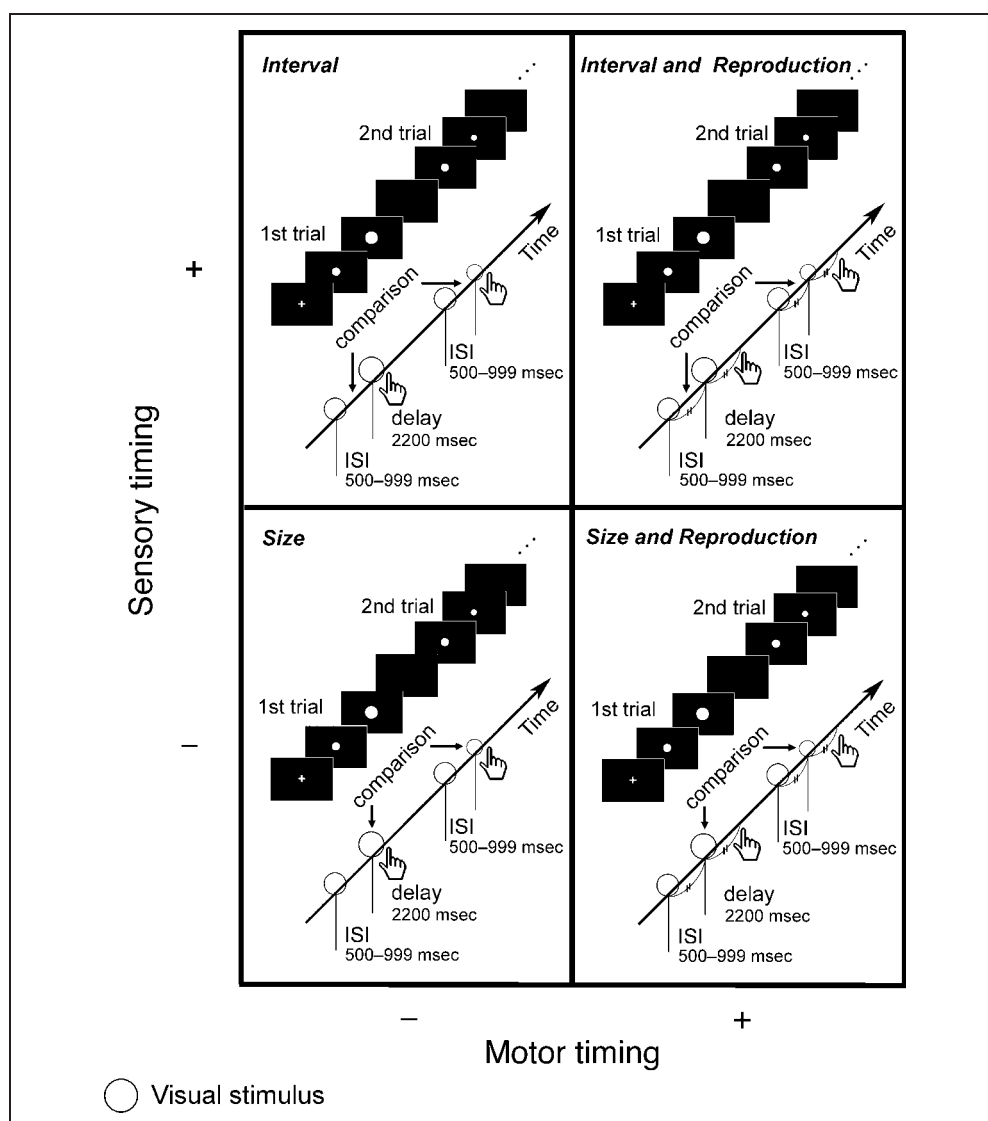 Interval
2nd trial
1st trial
Time
comparison
ISI
500–999 msec
delay
2200 msec
ISI
500–999 msec
Interval and Reproduction
2nd trial
1st trial
Time
comparison
ISI
500–999 msec
delay
2200 msec
ISI
500–999 msec
Size
2nd trial
1st trial
Time
comparison
ISI
500–999 msec
delay
2200 msec
ISI
500–999 msec
Size and Reproduction
2nd trial
1st trial
Time
comparison
ISI
500–999 msec
delay
2200 msec
ISI
500–999 msec
Sensory timing
+
–
–
+
Motor timing
Visual stimulus